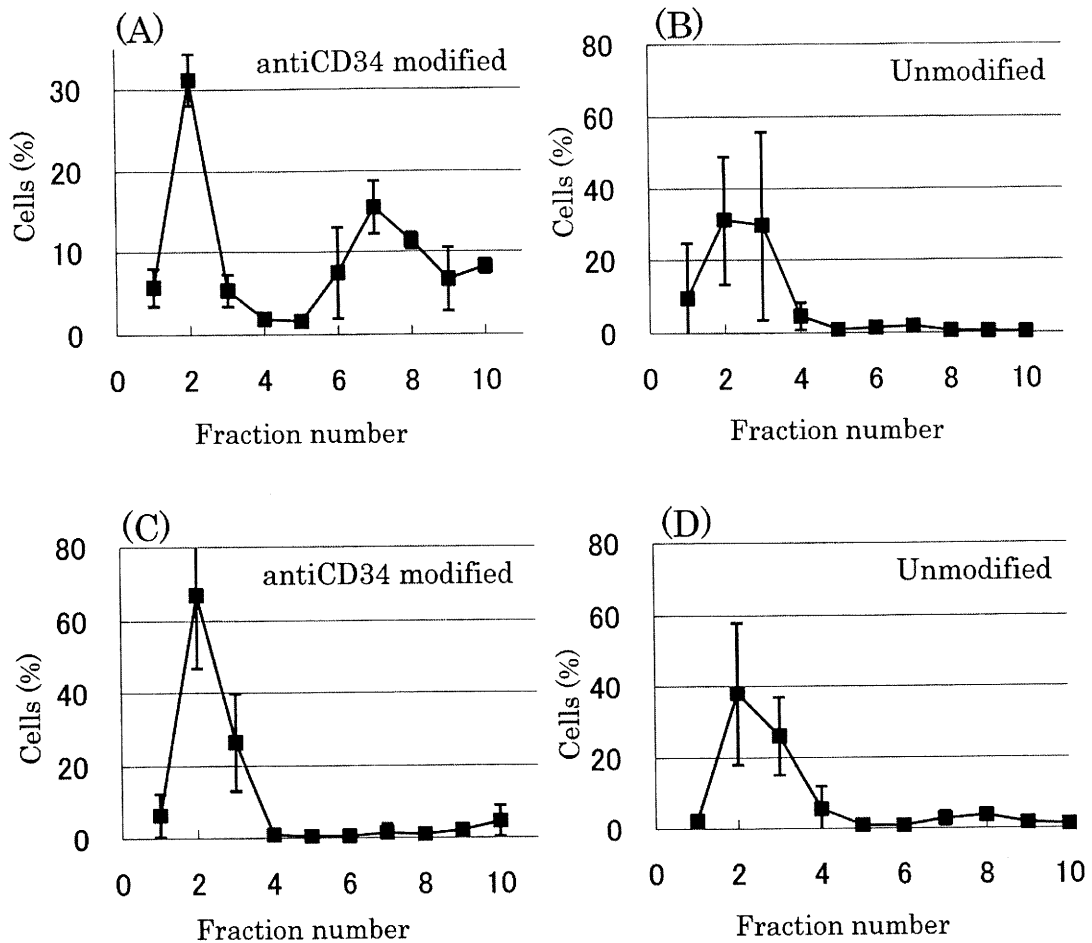 (A)
antiCD34 modified
30
20
10
0
Cells (%)
0 2 4 6 8 10
Fraction number
(B)
Unmodified
80
60
40
20
0
Cells (%)
0 2 4 6 8 10
Fraction number
(C)
antiCD34 modified
80
60
40
20
0
Cells (%)
0 2 4 6 8 10
Fraction number
(D)
Unmodified
80
60
40
20
0
Cells (%)
0 2 4 6 8 10
Fraction number